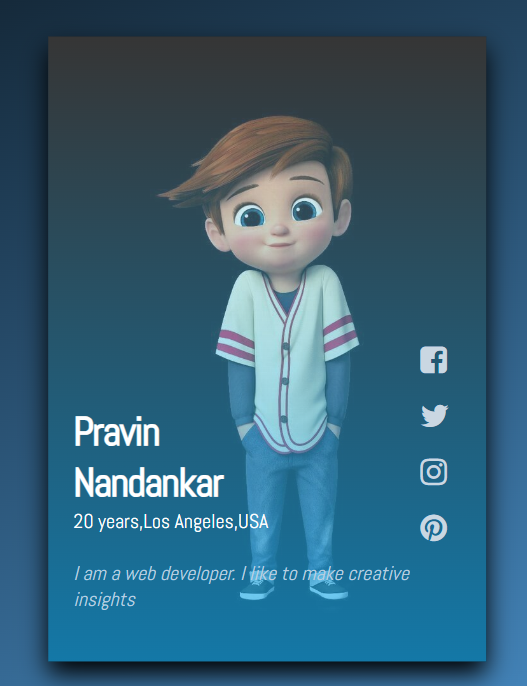 Pravin
Nandankar
20 years,Los Angeles,USA
I am a web developer. I like to make creative
insights